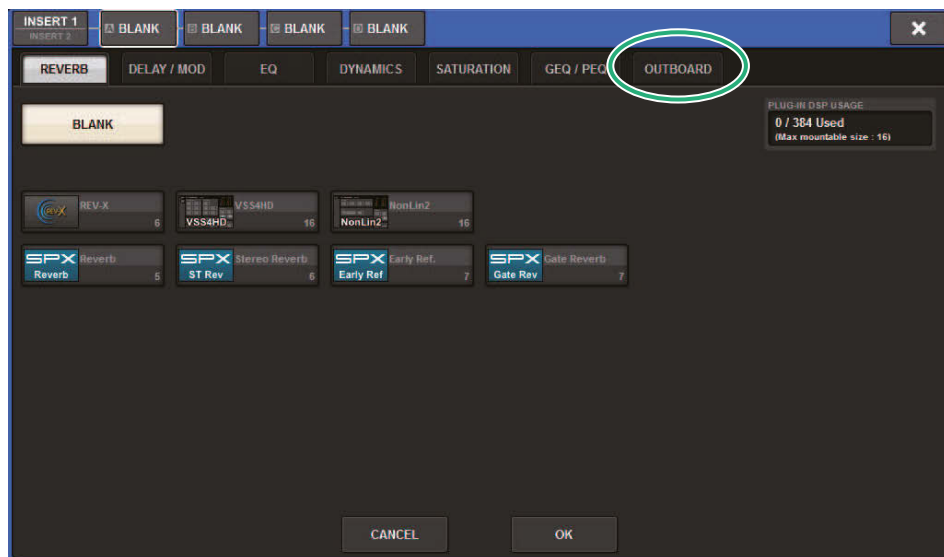 INSERT 1
INSERT 2
A BLANK
B BLANK
C BLANK
D BLANK
REVERB DELAY / MOD EQ DYNAMICS SATURATION GEQ / PEQ OUTBOARD
BLANK
PLUG-IN DSP USAGE
0 / 384 Used
(Max mountable size : 16)
REV-X REV-X 6
VSS4HD VSS4HD 16
NonLin2 NonLin2 16
SPX Reverb Reverb 5
SPX ST Rev Stereo Reverb 6
SPX Early Ref Early Ref. 7
SPX Gate Rev Gate Reverb 7
CANCEL OK